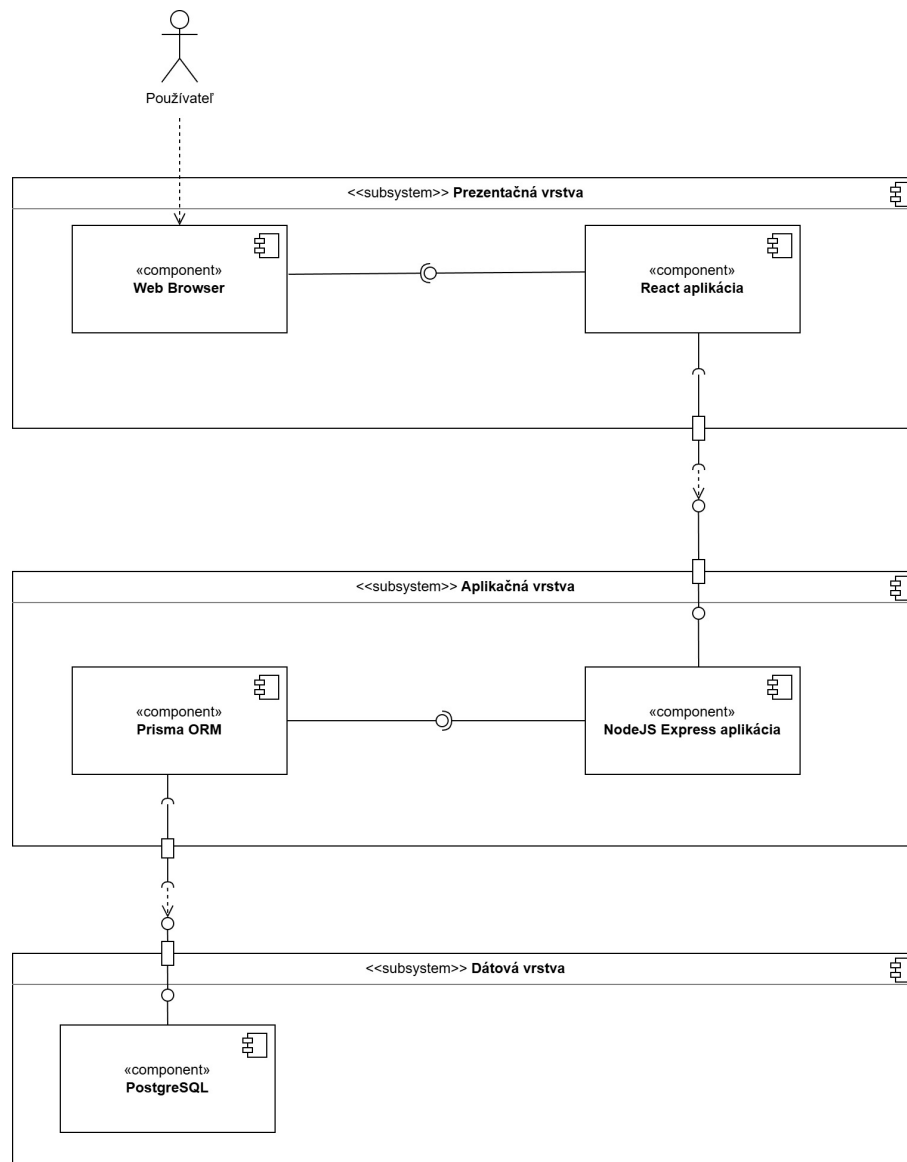 Používateľ
<<subsystem>> Prezentačná vrstva
«component»
Web Browser
«component»
React aplikácia
<<subsystem>> Aplikačná vrstva
«component»
Prisma ORM
«component»
NodeJS Express aplikácia
<<subsystem>> Dátová vrstva
«component»
PostgreSQL